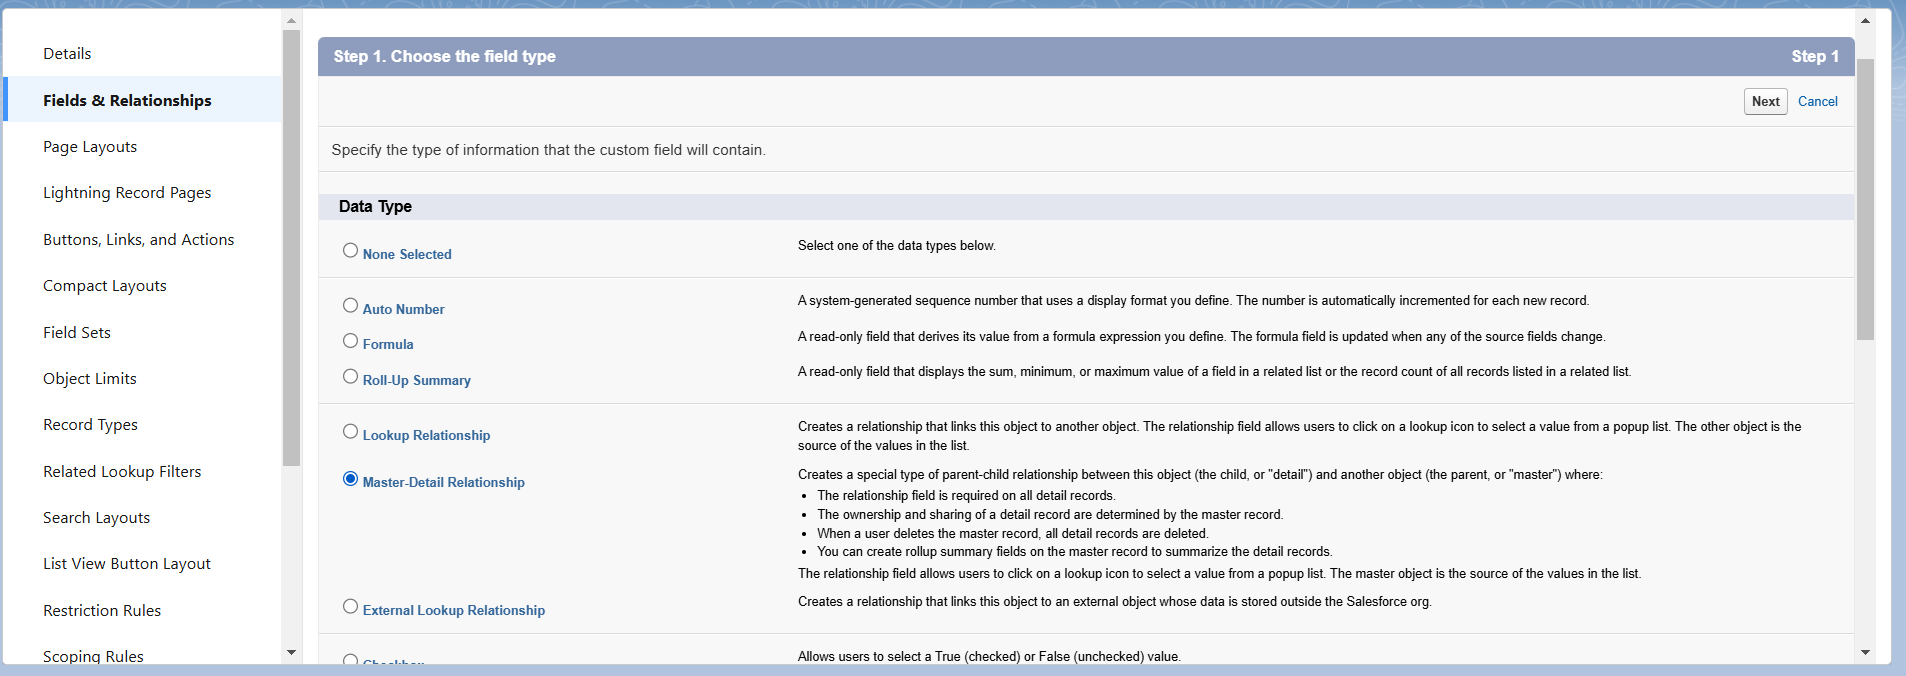 Details
Fields & Relationships
Page Layouts
Lightning Record Pages
Buttons, Links, and Actions
Compact Layouts
Field Sets
Object Limits
Record Types
Related Lookup Filters
Search Layouts
List View Button Layout
Restriction Rules
Scoping Rules
Step 1. Choose the field type
Step 1
Next Cancel
Specify the type of information that the custom field will contain.
Data Type
None Selected
Select one of the data types below.
Auto Number
A system-generated sequence number that uses a display format you define. The number is automatically incremented for each new record.
Formula
A read-only field that derives its value from a formula expression you define. The formula field is updated when any of the source fields change.
Roll-Up Summary
A read-only field that displays the sum, minimum, or maximum value of a field in a related list or the record count of all records listed in a related list.
Lookup Relationship
Creates a relationship that links this object to another object. The relationship field allows users to click on a lookup icon to select a value from a popup list. The other object is the
source of the values in the list.
Master-Detail Relationship
Creates a special type of parent-child relationship between this object (the child, or "detail") and another object (the parent, or "master") where:
• The relationship field is required on all detail records.
• The ownership and sharing of a detail record are determined by the master record.
• When a user deletes the master record, all detail records are deleted.
• You can create rollup summary fields on the master record to summarize the detail records.
The relationship field allows users to click on a lookup icon to select a value from a popup list. The master object is the source of the values in the list.
External Lookup Relationship
Creates a relationship that links this object to an external object whose data is stored outside the Salesforce org.
Checkbox
Allows users to select a True (checked) or False (unchecked) value.